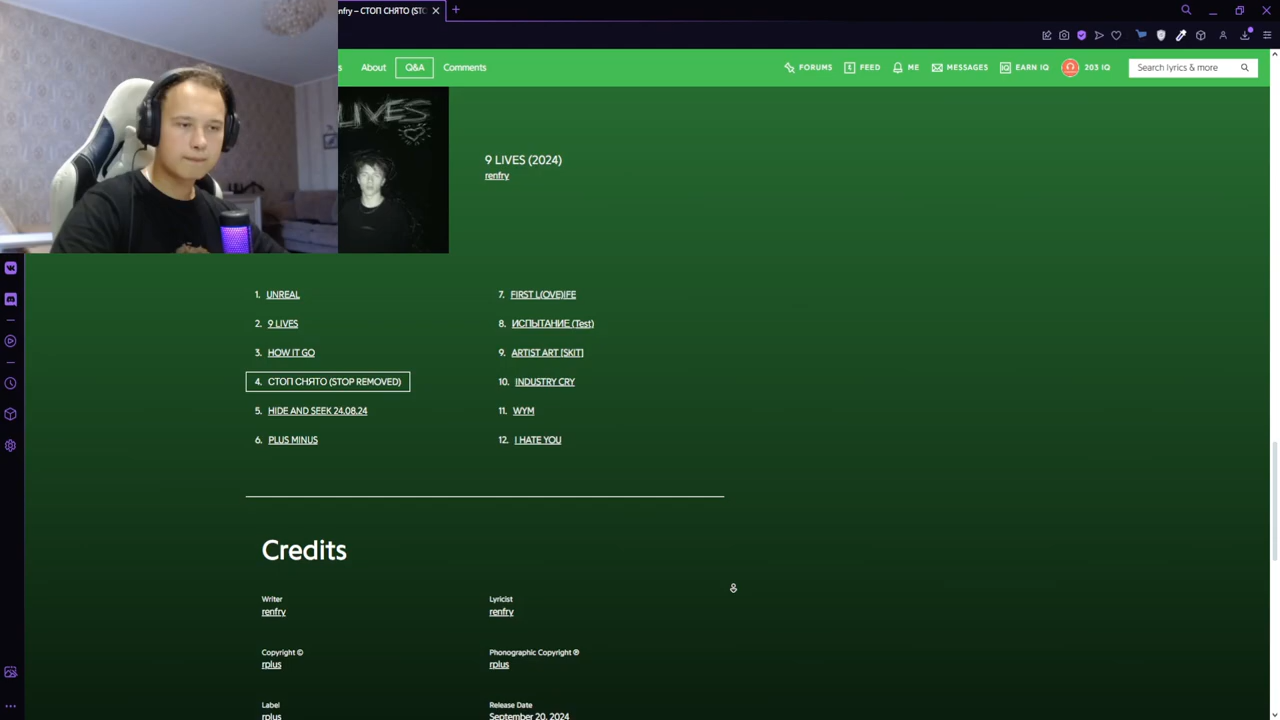 nfry – СТОП СНЯТО (STO
s About Q&A Comments
FORUMS FEED ME MESSAGES EARN IQ 203 IQ Search lyrics & more
LIVES
9 LIVES (2024)
renfry
1. UNREAL
2. 9 LIVES
3. HOW IT GO
4. СТОП СНЯТО (STOP REMOVED)
5. HIDE AND SEEK 24.08.24
6. PLUS MINUS
7. FIRST L(OVE)IFE
8. ИСПЫТАНИЕ (Test)
9. ARTIST ART [SKIT]
10. INDUSTRY CRY
11. WYM
12. I HATE YOU
Credits
Writer
renfry
Lyricist
renfry
Copyright ©
rplus
Phonographic Copyright ℗
rplus
Label
rplus
Release Date
September 20, 2024